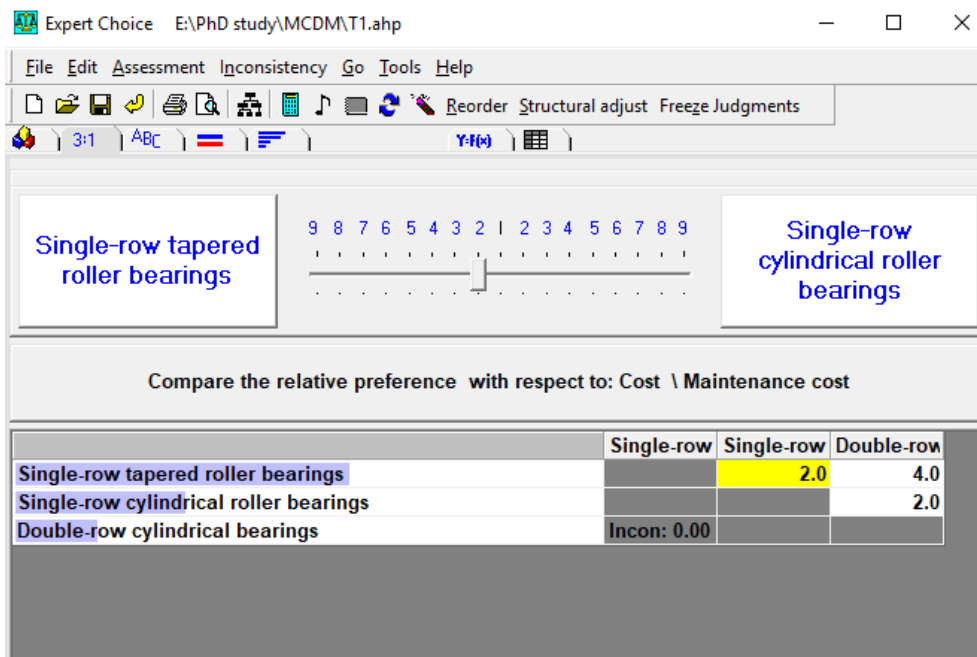 Expert Choice E:\PhD study\MCDM\T1.ahp
File Edit Assessment Inconsistency Go Tools Help
Reorder Structural adjust Freeze Judgments
3:1 ABC Y=F(x)
9 8 7 6 5 4 3 2 | 2 3 4 5 6 7 8 9
Single-row tapered
roller bearings
Single-row
cylindrical roller
bearings
Compare the relative preference with respect to: Cost \ Maintenance cost
Single-row Single-row Double-row
Single-row tapered roller bearings 2.0 4.0
Single-row cylindrical roller bearings 2.0
Double-row cylindrical bearings Incon: 0.00